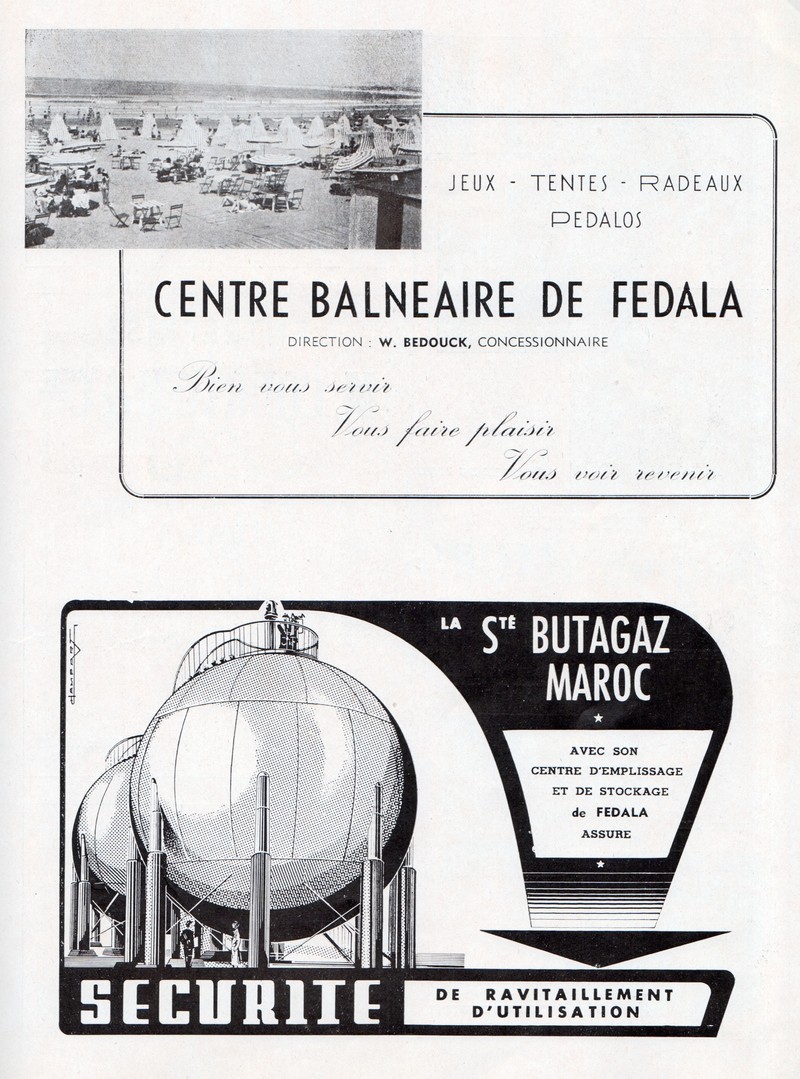 JEUX - TENTES - RADEAUX
PEDALOS
CENTRE BALNEAIRE DE FEDALA
DIRECTION : W. BEDOUCK, CONCESSIONNAIRE
Bien vous servir
Vous faire plaisir
Vous voir revenir
LA STÉ BUTAGAZ
MAROC
AVEC SON
CENTRE D'EMPLISSAGE
ET DE STOCKAGE
de FEDALA
ASSURE
SECURITE
DE RAVITAILLEMENT
D'UTILISATION